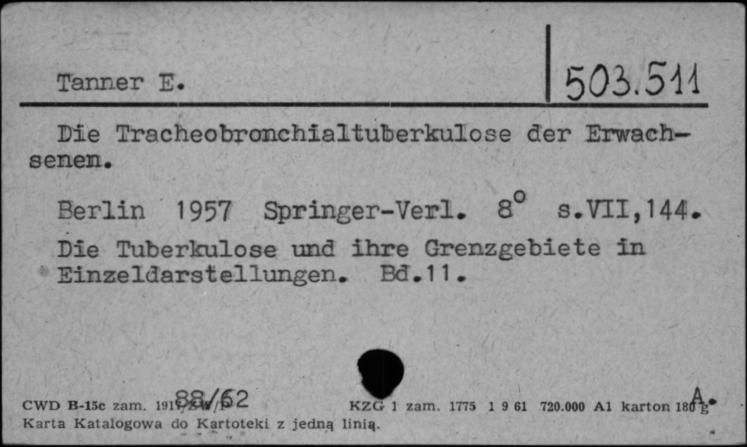 Tanner E.
503.511
Die Tracheobronchialtuberkulose der Erwach-
senen.
Berlin 1957 Springer-Verl. 8° s.VII,144.
Die Tuberkulose und ihre Grenzgebiete in
Einzeldarstellungen. Bd.11.
88/62
A.
CWD B-15c zam. KZG 1 zam. 1775 1 9 61 720.000 A1 karton 180 g
Karta Katalogowa do Kartoteki z jedną linią.